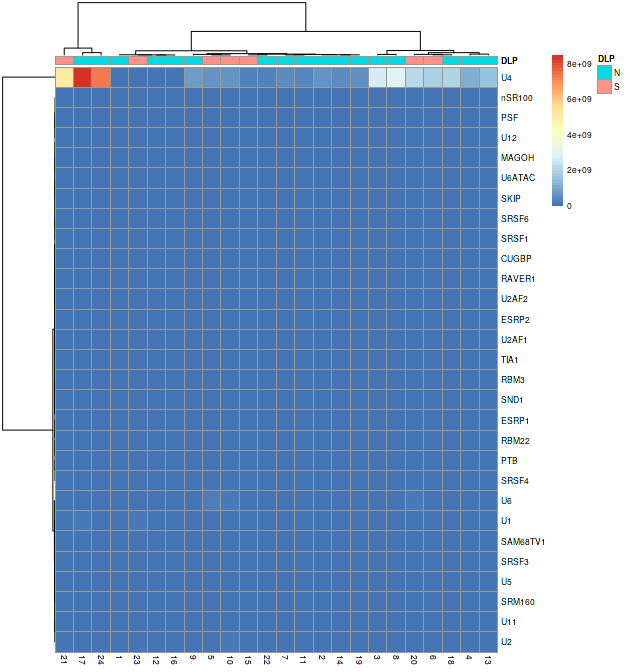 DLP
U4
nSR100
PSF
U12
MAGOH
U6ATAC
SKIP
SRSF6
SRSF1
CUGBP
RAVER1
U2AF2
ESRP2
U2AF1
TIA1
RBM3
SND1
ESRP1
RBM22
PTB
SRSF4
U6
U1
SAM68TV1
SRSF3
U5
SRM160
U11
U2
21 17 24 1 23 12 16 9 5 10 15 22 7 11 2 14 19 3 8 20 6 18 4 13
8e+09
6e+09
4e+09
2e+09
0
DLP
N
S